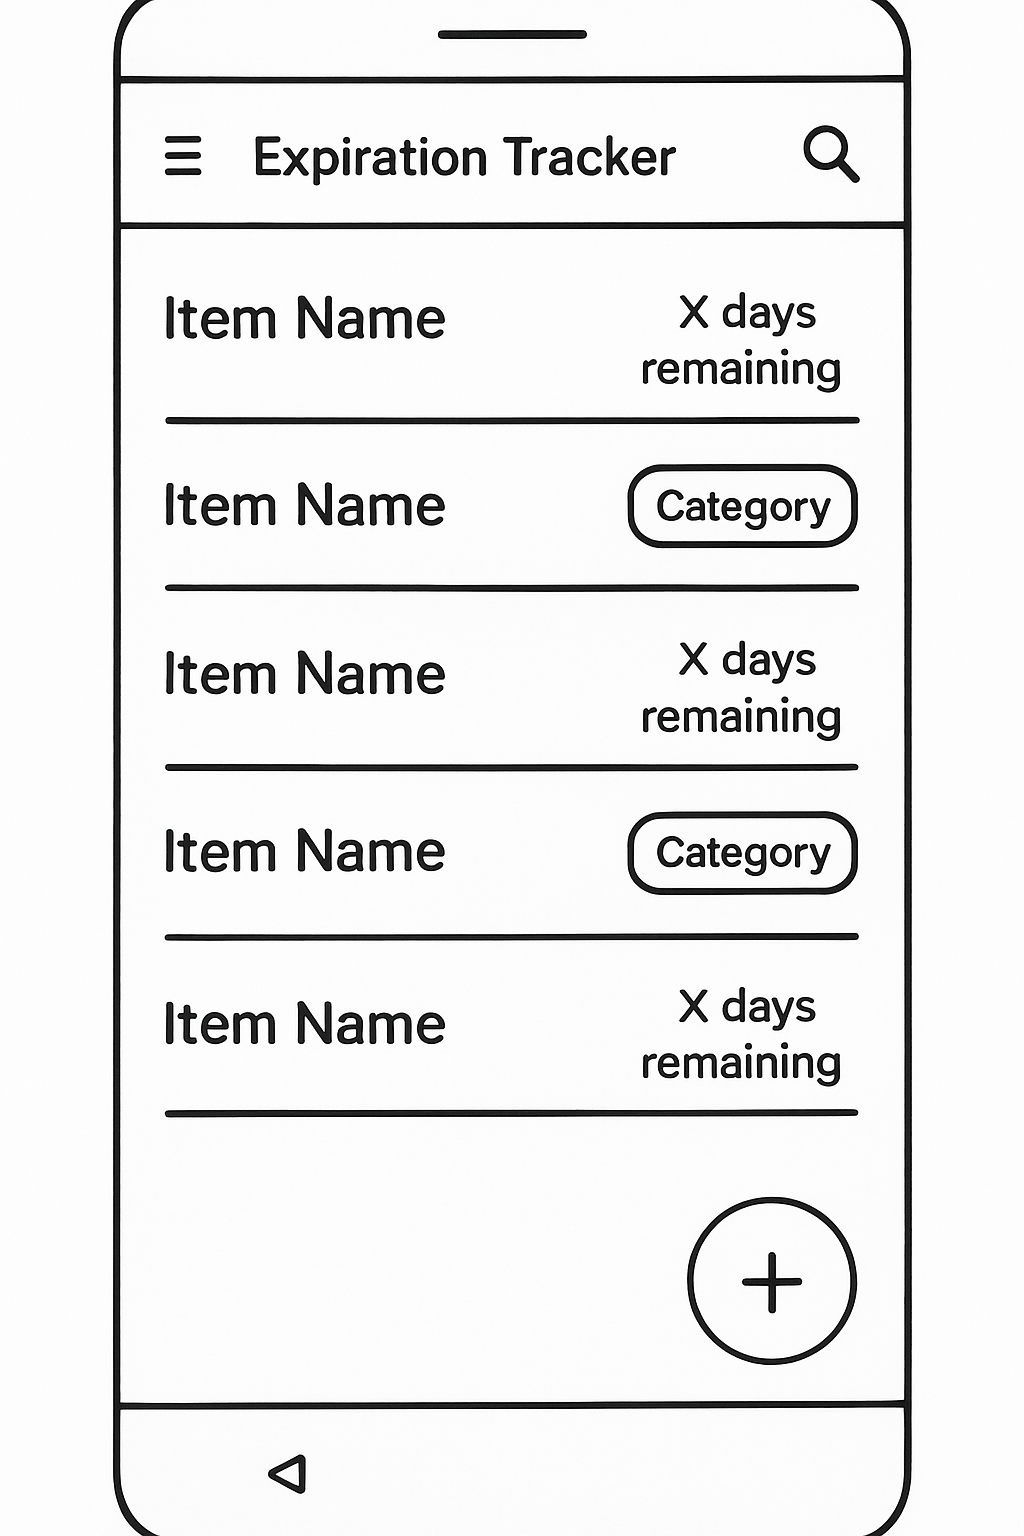 Expiration Tracker
Item Name
X days
remaining
Item Name
Category
Item Name
X days
remaining
Item Name
Category
Item Name
X days
remaining